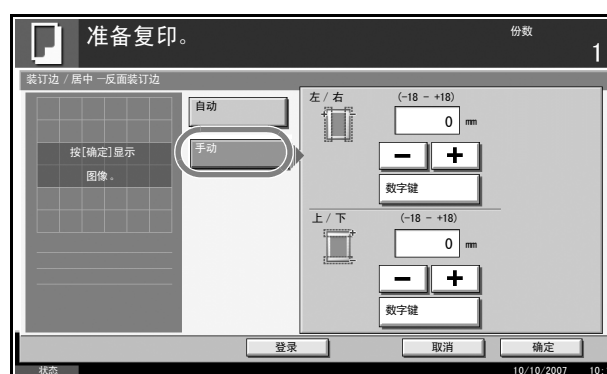 准备复印。
份数
1
装订边 / 居中 －反面装订边
按[确定]显示
图像。
自动
手动
左 / 右 (-18 - +18)
0 mm
－ +
数字键
上 / 下 (-18 - +18)
0 mm
－ +
数字键
登录 取消 确定
状态 10/10/2007 10: